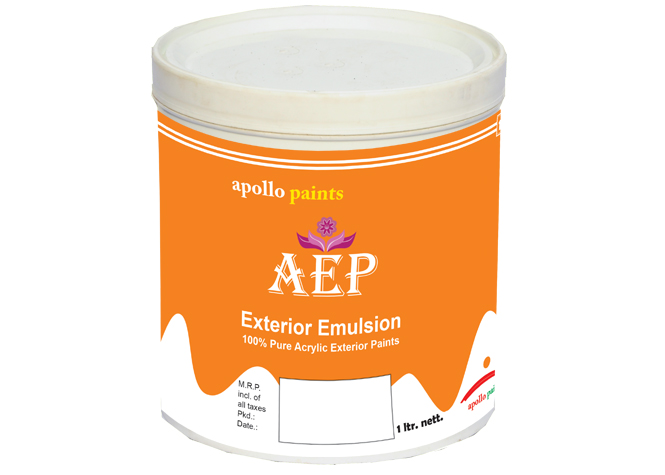 apollo paints
AEP
Exterior Emulsion
100% Pure Acrylic Exterior Paints
M.R.P.
incl. of
all taxes
Pkd.:
Date.:
1 ltr. nett.
apollo pai